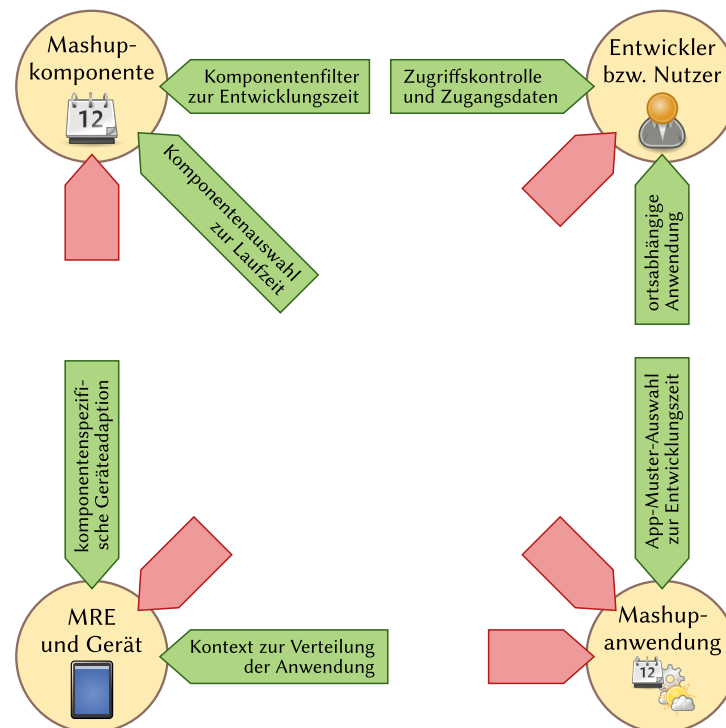 Mashup-
komponente
12
Komponentenfilter
zur Entwicklungszeit
Zugriffskontrolle
und Zugangsdaten
Entwickler
bzw. Nutzer
Komponentenauswahl
zur Laufzeit
ortsabhängige
Anwendung
komponentenspezifi-
sche Geräteadaption
App-Muster-Auswahl
zur Entwicklungszeit
MRE
und Gerät
Kontext zur Verteilung
der Anwendung
Mashup-
anwendung
12